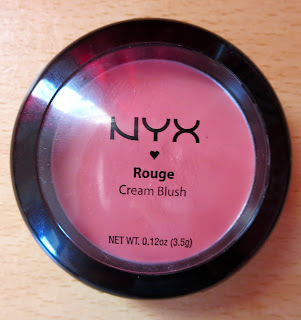 NYX
Rouge
Cream Blush
NET WT. 0.12oz (3.5g)